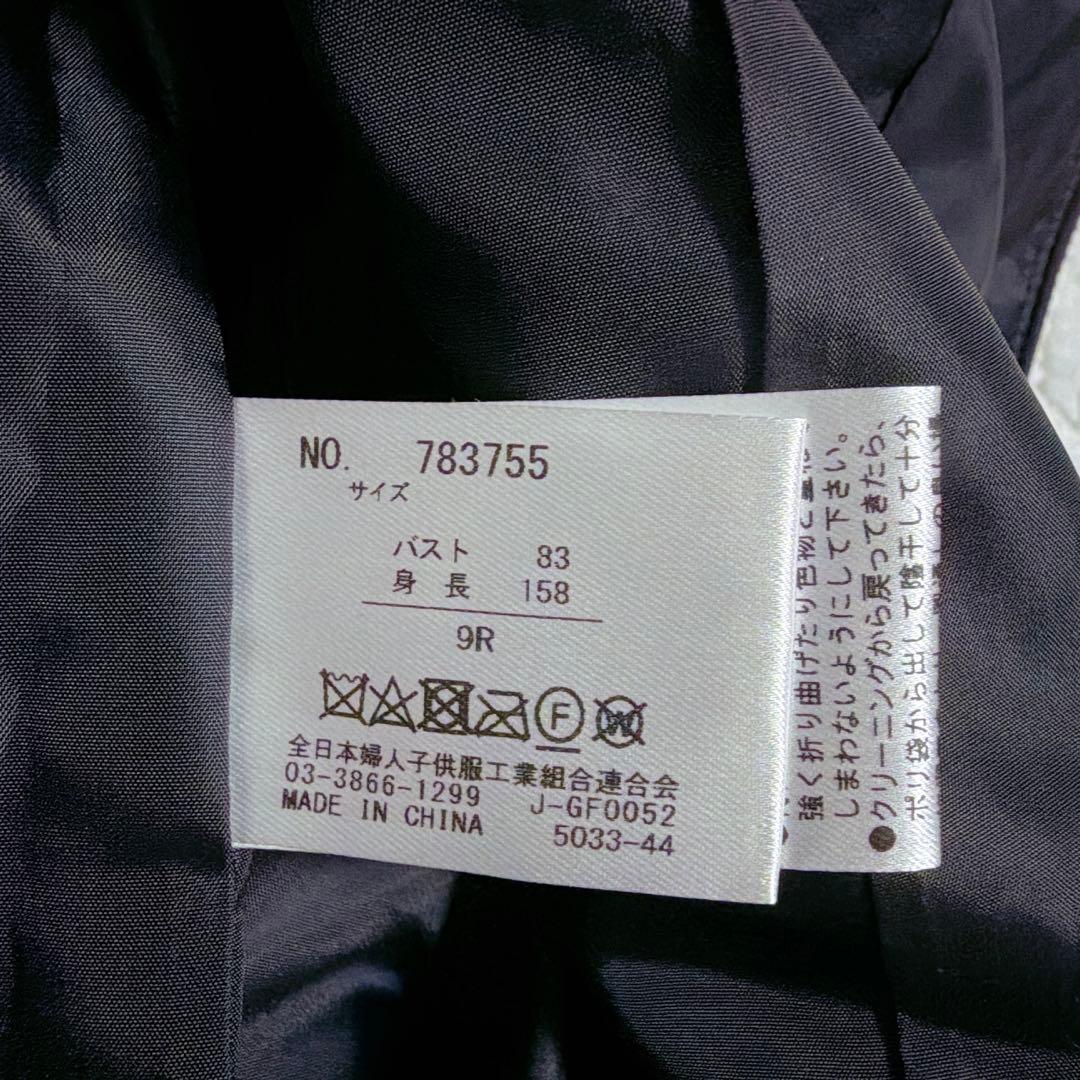 NO. 783755
サイズ
バスト 83
身長 158
9R
F
W
全日本婦人子供服工業組合連合会
03-3866-1299 J-GF0052
MADE IN CHINA 5033-44
強く折り曲げたり色物と
しまわないようにして下さい。
●クリーニングから戻ってきたら、
ポリ袋から出して陰干しして十分